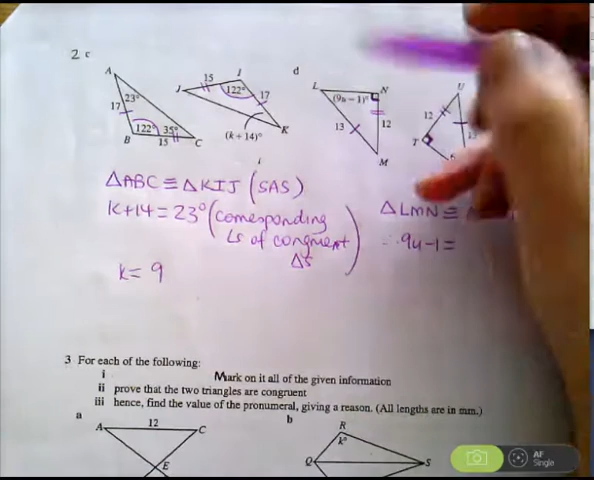 2 c
A
23°
17
122°
35°
B
15
C
15
I
J
122°
17
K
(k + 14)°
d
L
N
(9u − 1)°
12
13
M
U
12
T
ΔABC ≡ ΔKIJ (SAS)
k+14 = 23° (corresponding
∠s of congruent
Δs
)
k = 9
ΔLMN ≡
∴ 9u-1 =
3 For each of the following:
i Mark on it all of the given information
ii prove that the two triangles are congruent
iii hence, find the value of the pronumeral, giving a reason. (All lengths are in mm.)
a
A
12
C
E
b
R
k°
Q
S
AF
Single